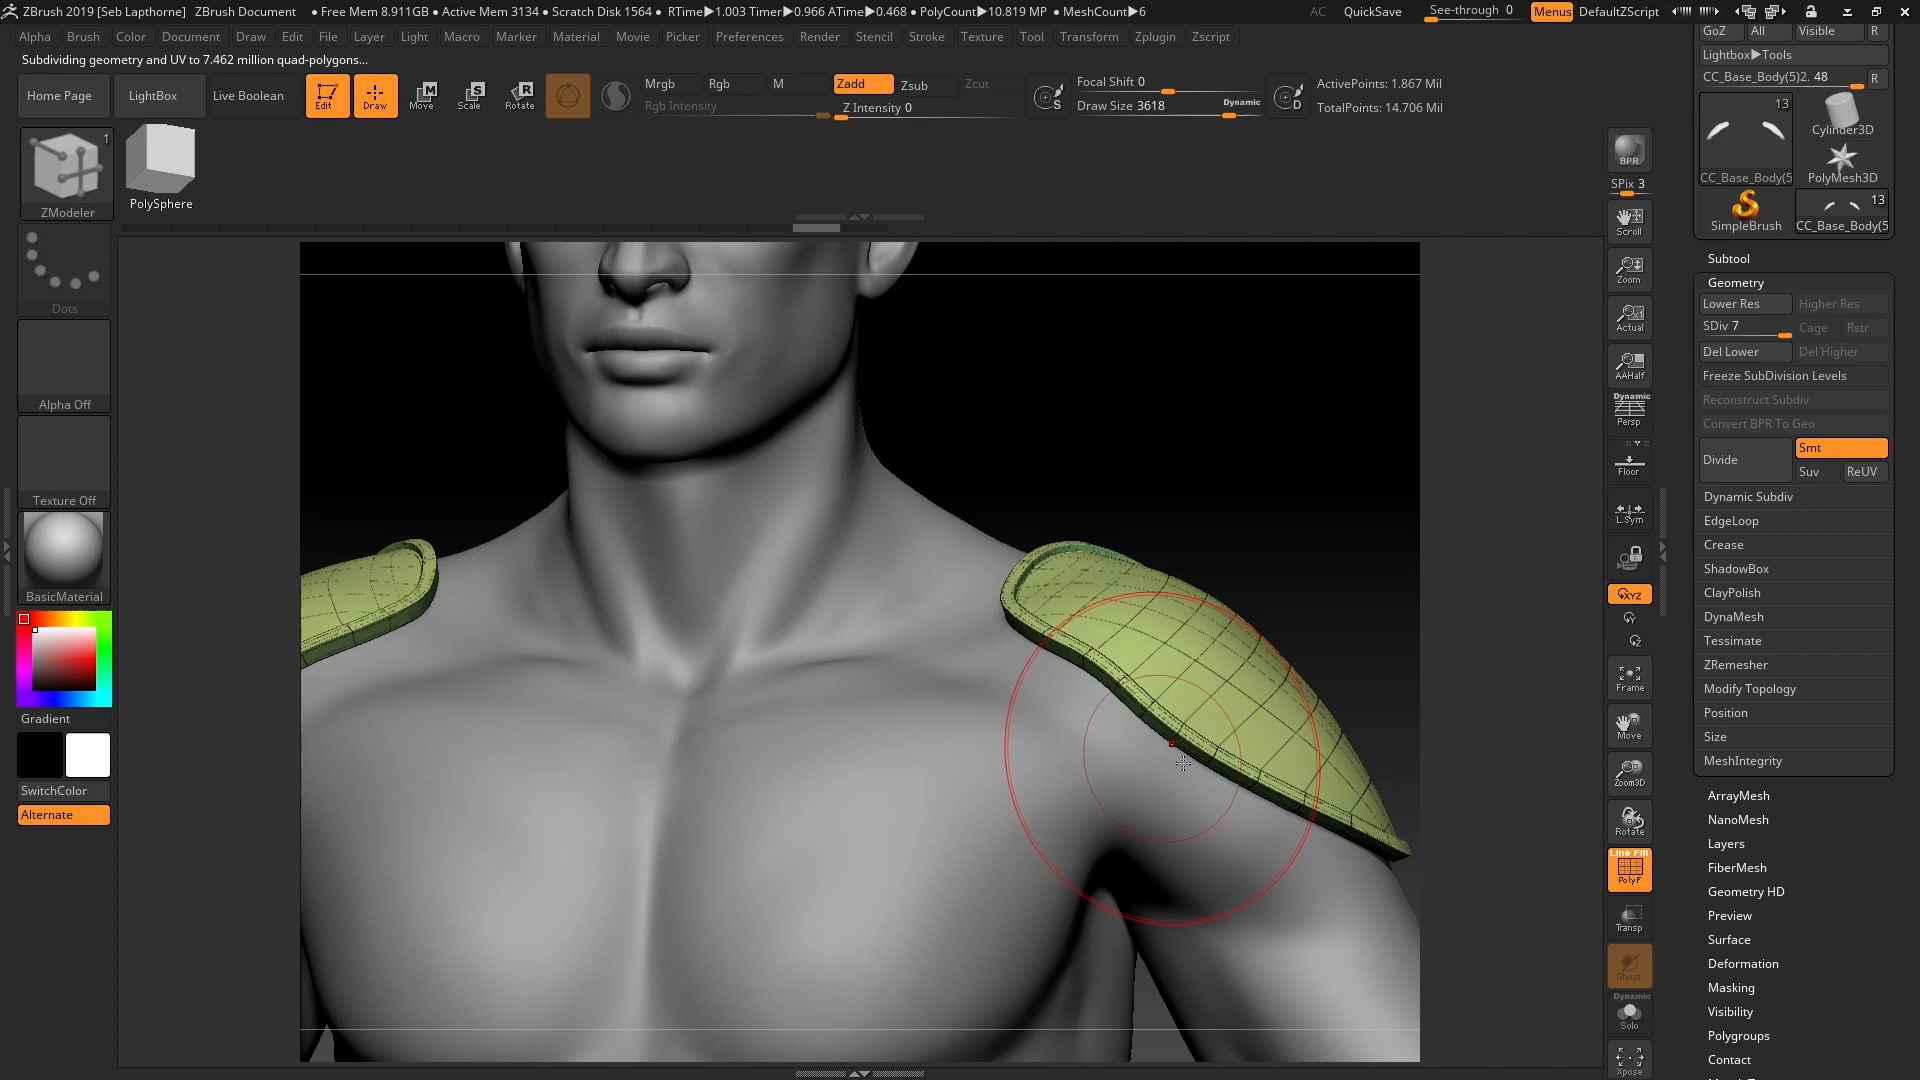 ZBrush 2019 [Seb Lapthorne] ZBrush Document • Free Mem 8.911GB • Active Mem 3134 • Scratch Disk 1564 • RTime▶1.003 Timer▶0.966 ATime▶0.468 • PolyCount▶10.819 MP • MeshCount▶6 AC QuickSave See-through 0 Menus DefaultZScript
Alpha Brush Color Document Draw Edit File Layer Light Macro Marker Material Movie Picker Preferences Render Stencil Stroke Texture Tool Transform Zplugin Zscript
Subdividing geometry and UV to 7.462 million quad-polygons...
Home Page LightBox Live Boolean Edit Draw Move Scale Rotate
Mrgb Rgb M Zadd Zsub Zcut
Rgb Intensity Z Intensity 0
S
Focal Shift 0
Draw Size 3618 Dynamic
D
ActivePoints: 1.867 Mil
TotalPoints: 14.706 Mil
1
ZModeler
PolySphere
Dots
Alpha Off
Texture Off
BasicMaterial
Gradient
SwitchColor
Alternate
BPR
SPix 3
Scroll
Zoom
Actual
AAHalf
Dynamic
Persp
Floor
L.Sym
XYZ
Y
Z
Frame
Move
Zoom3D
Rotate
Line Fill
PolyF
Transp
Ghost
Dynamic
Solo
Xpose
GoZ All Visible R
Lightbox▶Tools
CC_Base_Body(5)2. 48 R
13
CC_Base_Body(5
Cylinder3D
PolyMesh3D
SimpleBrush
13
CC_Base_Body(5
Subtool
Geometry
Lower Res Higher Res
SDiv 7 Cage Rstr
Del Lower Del Higher
Freeze SubDivision Levels
Reconstruct Subdiv
Convert BPR To Geo
Divide Smt
Suv ReUV
Dynamic Subdiv
EdgeLoop
Crease
ShadowBox
ClayPolish
DynaMesh
Tessimate
ZRemesher
Modify Topology
Position
Size
MeshIntegrity
ArrayMesh
NanoMesh
Layers
FiberMesh
Geometry HD
Preview
Surface
Deformation
Masking
Visibility
Polygroups
Contact